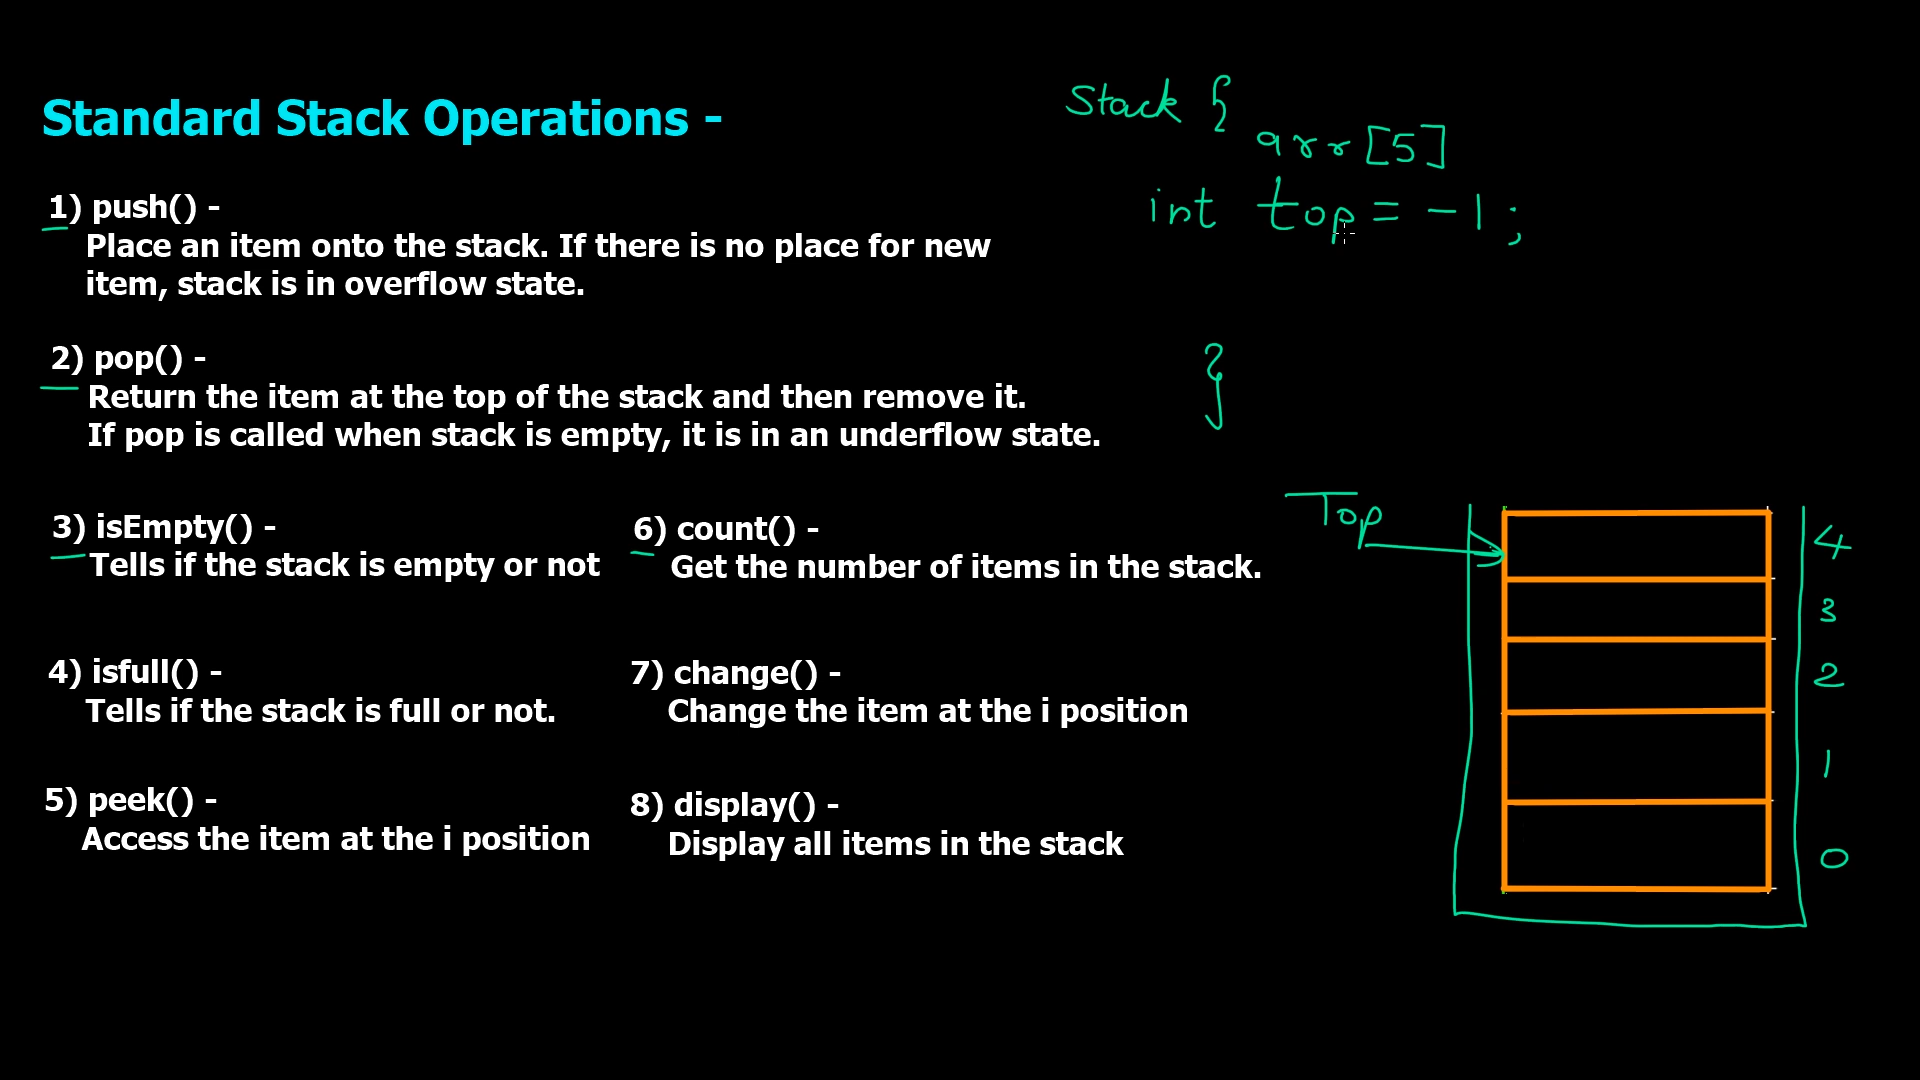 Standard Stack Operations -
1) push() -
Place an item onto the stack. If there is no place for new
item, stack is in overflow state.
2) pop() -
Return the item at the top of the stack and then remove it.
If pop is called when stack is empty, it is in an underflow state.
3) isEmpty() -
Tells if the stack is empty or not
4) isfull() -
Tells if the stack is full or not.
5) peek() -
Access the item at the i position
6) count() -
Get the number of items in the stack.
7) change() -
Change the item at the i position
8) display() -
Display all items in the stack
Stack {
arr[5]
int top = -1;
}
Top
4
3
2
1
0